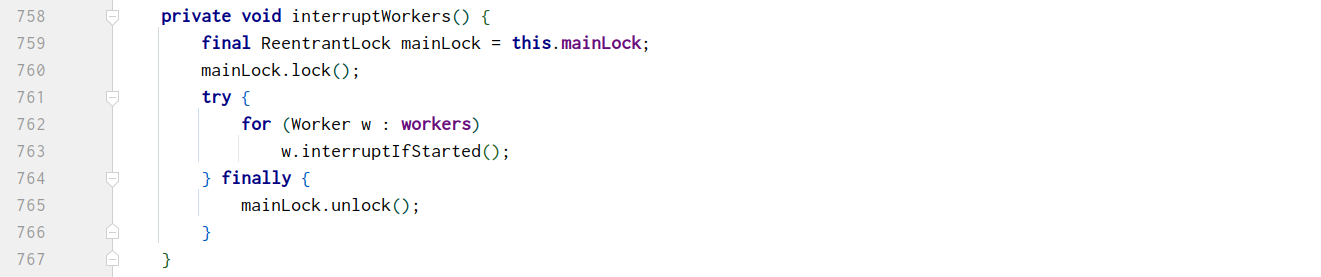 758 private void interruptWorkers() {
759 final ReentrantLock mainLock = this.mainLock;
760 mainLock.lock();
761 try {
762 for (Worker w : workers)
763 w.interruptIfStarted();
764 } finally {
765 mainLock.unlock();
766 }
767 }